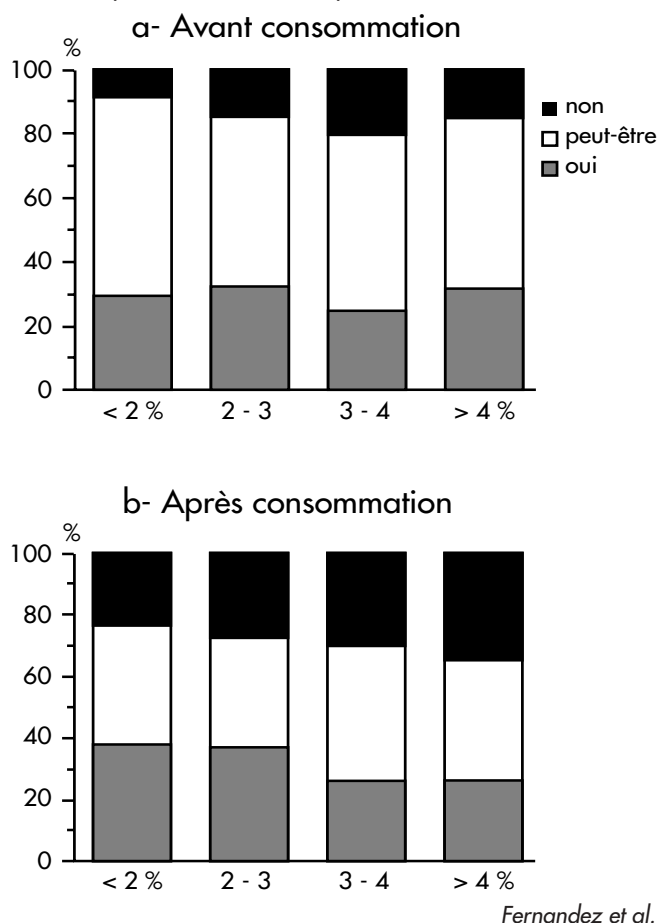 a- Avant consommation
%
100
80
60
40
20
0
< 2 % 2 - 3 3 - 4 > 4 %
non
peut-être
oui
b- Après consommation
%
100
80
60
40
20
0
< 2 % 2 - 3 3 - 4 > 4 %
Fernandez et al.